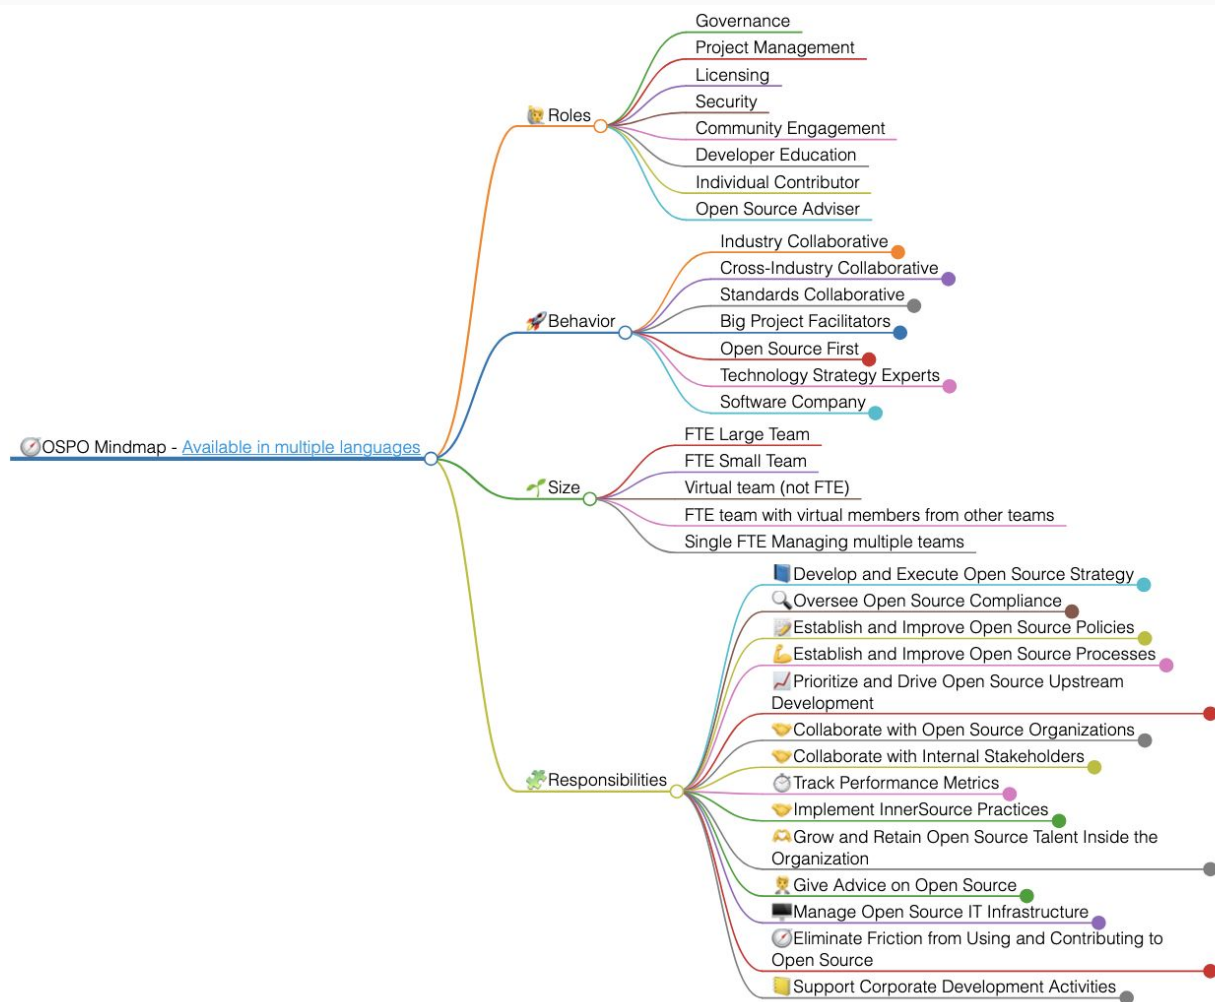 Governance
Project Management
Licensing
Security
Community Engagement
Developer Education
Individual Contributor
Open Source Adviser
Roles
Industry Collaborative
Cross-Industry Collaborative
Standards Collaborative
Big Project Facilitators
Open Source First
Technology Strategy Experts
Software Company
Behavior
OSPO Mindmap - Available in multiple languages
FTE Large Team
FTE Small Team
Virtual team (not FTE)
FTE team with virtual members from other teams
Single FTE Managing multiple teams
Size
Develop and Execute Open Source Strategy
Oversee Open Source Compliance
Establish and Improve Open Source Policies
Establish and Improve Open Source Processes
Prioritize and Drive Open Source Upstream
Development
Collaborate with Open Source Organizations
Collaborate with Internal Stakeholders
Track Performance Metrics
Implement InnerSource Practices
Grow and Retain Open Source Talent Inside the
Organization
Give Advice on Open Source
Manage Open Source IT Infrastructure
Eliminate Friction from Using and Contributing to
Open Source
Support Corporate Development Activities
Responsibilities